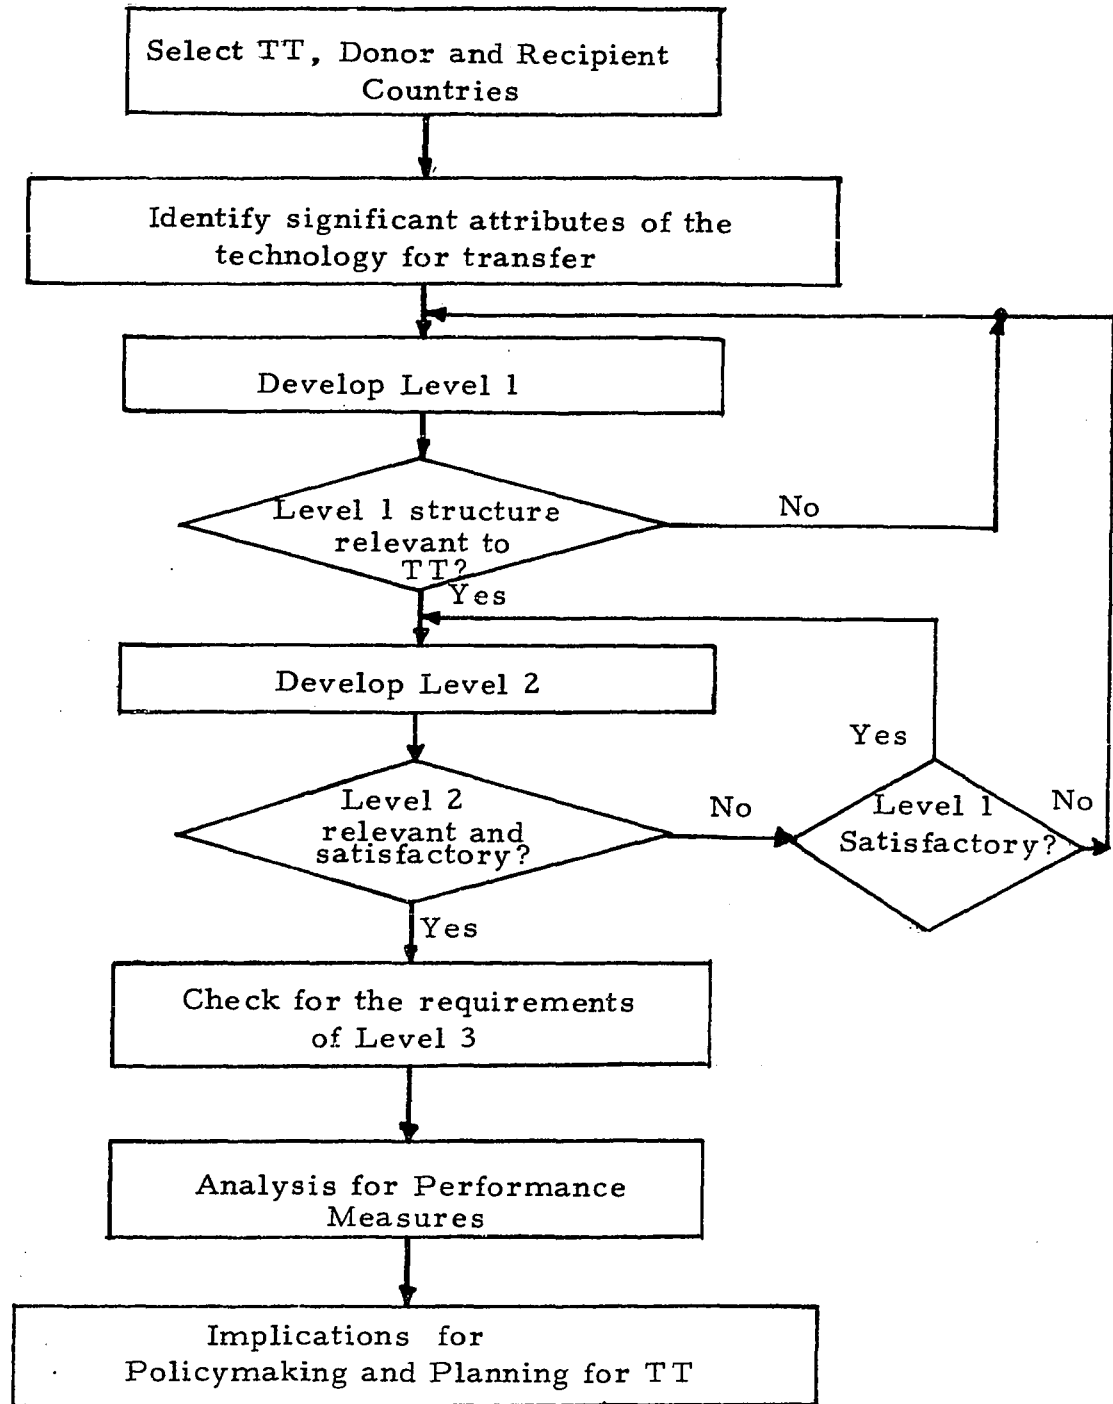 Select TT, Donor and Recipient
Countries
Identify significant attributes of the
technology for transfer
Develop Level 1
Level 1 structure
relevant to
TT?
No
Yes
Develop Level 2
Yes
Level 2
relevant and
satisfactory?
No
Level 1
Satisfactory?
No
Yes
Check for the requirements
of Level 3
Analysis for Performance
Measures
Implications for
Policymaking and Planning for TT